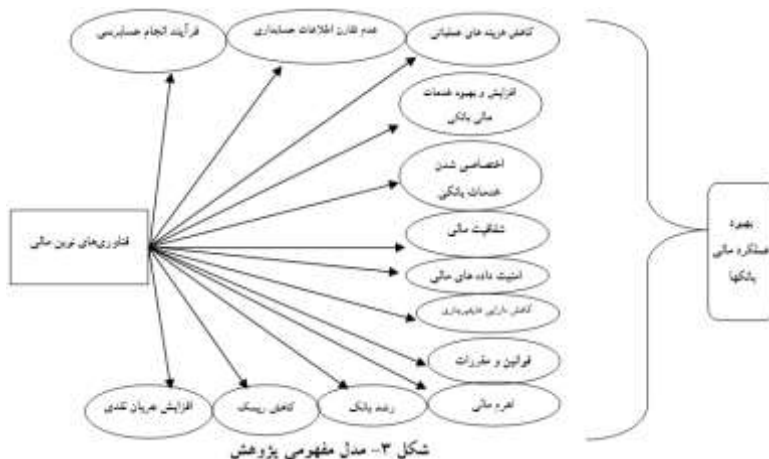 فرآیند انجام حسابرسی
عدم تقارن اطلاعات حسابداری
کاهش هزینه های عملیاتی
افزایش و بهبود خدمات
مالی بانکی
اختصاصی شدن
خدمات بانکی
شفافیت مالی
امنیت داده های مالی
کاهش دارایی
قوانین و مقررات
اهرم مالی
رشد بانک
کاهش ریسک
افزایش جریان نقدی
فناوری‌های نوین مالی
بهبود
عملکرد مالی
بانکها
شکل ۳- مدل مفهومی پژوهش